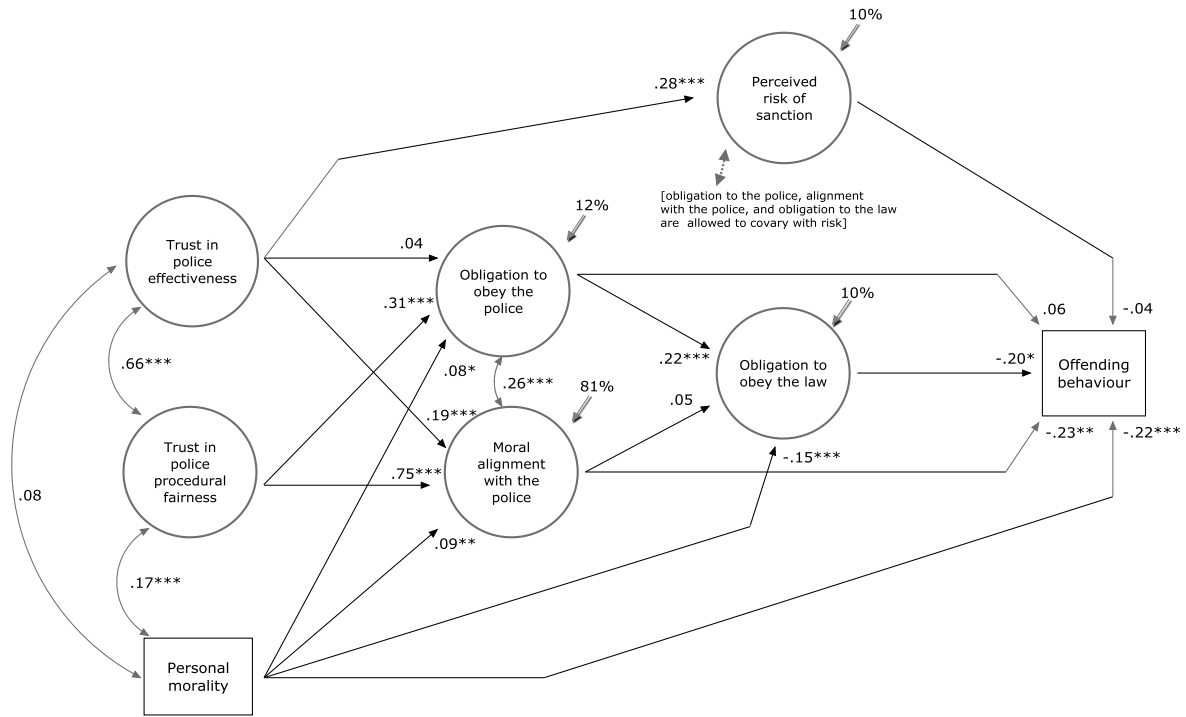 10%
Perceived
risk of
sanction
.28***
[obligation to the police, alignment
with the police, and obligation to the law
are  allowed to covary with risk]
12%
Trust in
police
effectiveness
.04
Obligation to
obey the
police
.31***
10%
.06
-.04
.66***
.08*
.26***
.22***
Obligation to
obey the law
-.20*
Offending
behaviour
81%
.05
.19***
Trust in
police
procedural
fairness
Moral
alignment
with the
police
.75***
-.15***
-.23**
-.22***
.08
.09**
.17***
Personal
morality